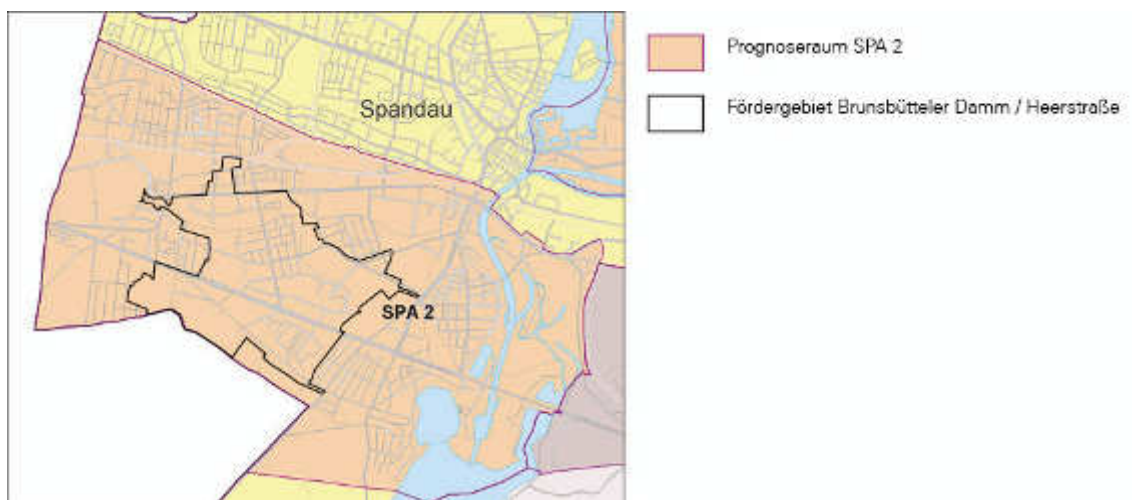 Spandau
SPA 2
Prognoseraum SPA 2
Fördergebiet Brunsbütteler Damm / Heerstraße